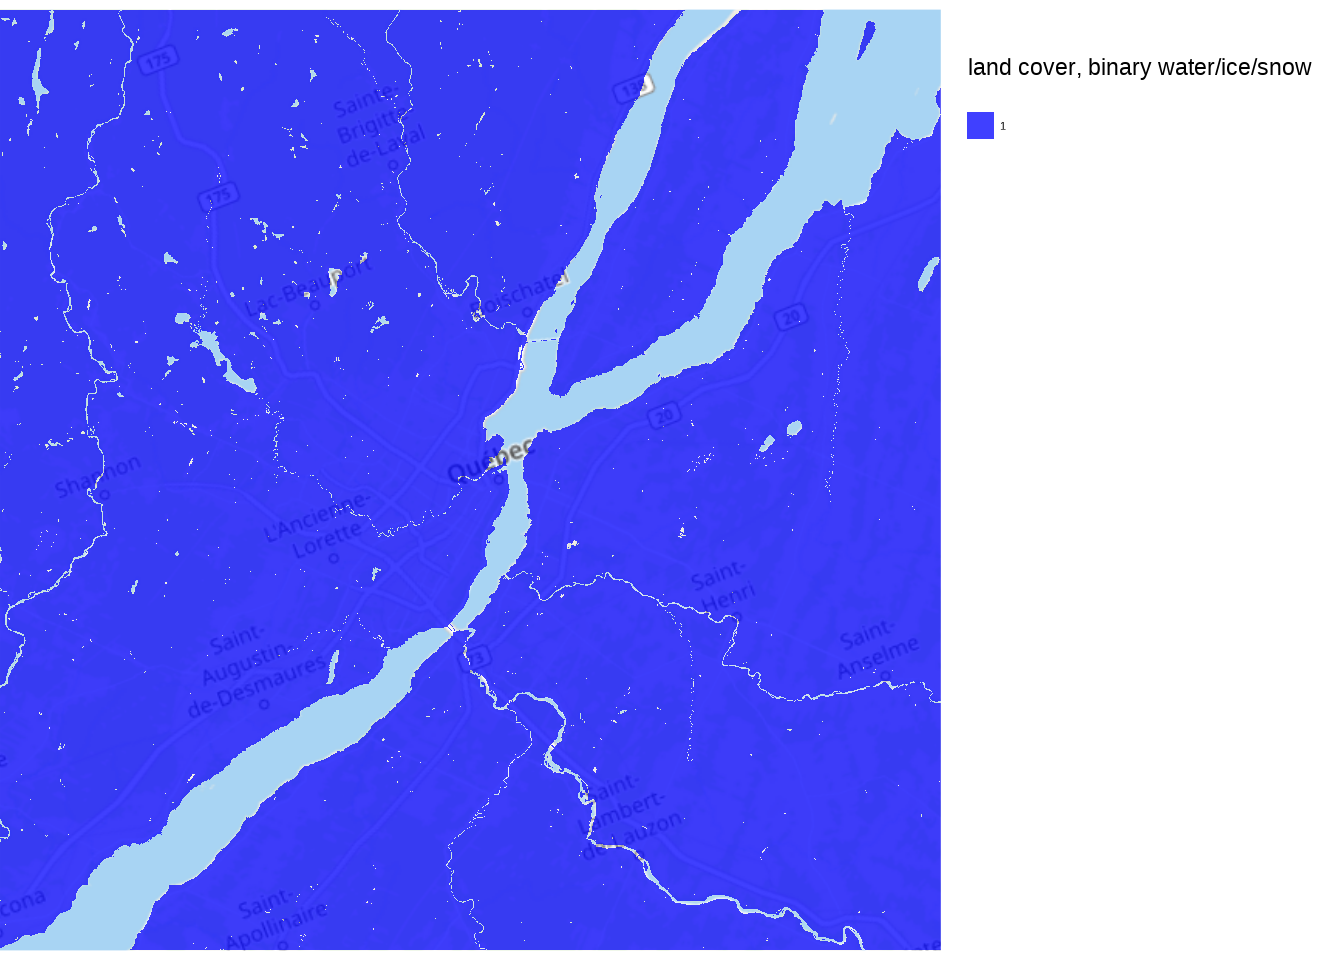 land cover, binary water/ice/snow
1
175
138
Sainte-
Brigitte-
de-Laval
175
Lac-Beauport
Boischatel
20
20
Québec
Shannon
L'Ancienne-
Lorette
Saint-
Henri
Saint-
Anselme
Saint-
Augustin-
de-Desmaures
Saint-
Lambert-
de-Lauzon
Saint-
Apollinaire
cona